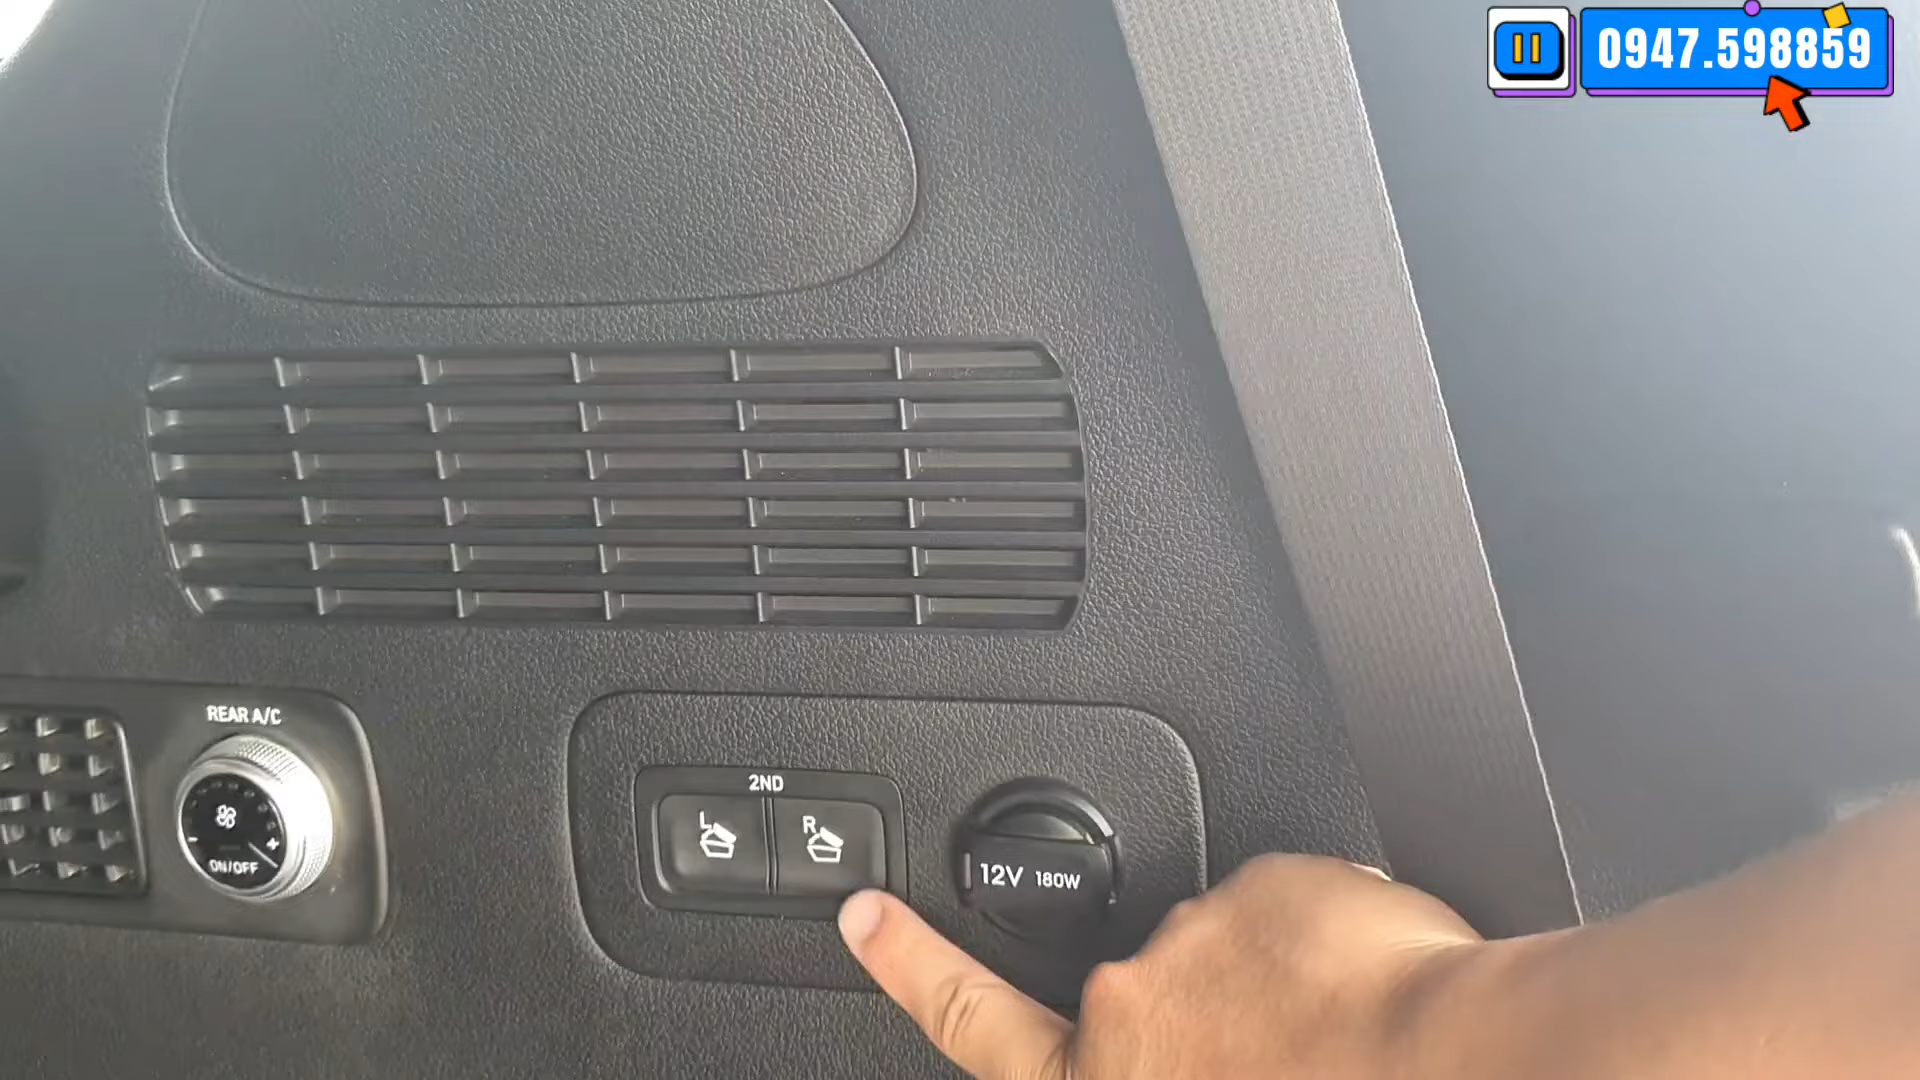 0947.598859
REAR A/C
- +
ON/OFF
2ND
L R
12V 180W